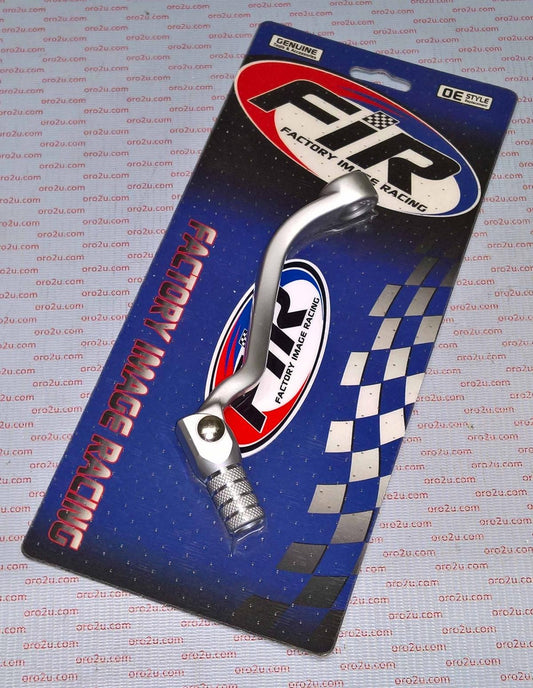 GENUINE
OE STYLE
FIR
FACTORY IMAGE RACING
FIR
FACTORY IMAGE RACING
FACTORY IMAGE RACING
oro2u.com